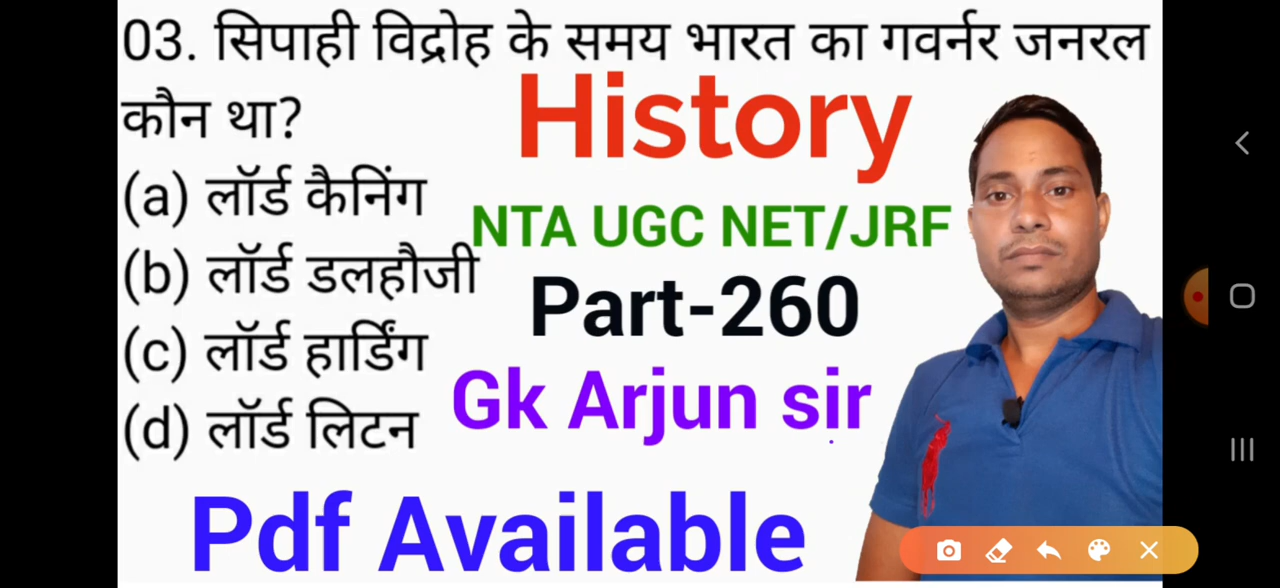 03. सिपाही विद्रोह के समय भारत का गवर्नर जनरल
कौन था?
History
(a) लॉर्ड कैनिंग
NTA UGC NET/JRF
(b) लॉर्ड डलहौजी
Part-260
(c) लॉर्ड हार्डिंग
Gk Arjun sir
(d) लॉर्ड लिटन
Pdf Available